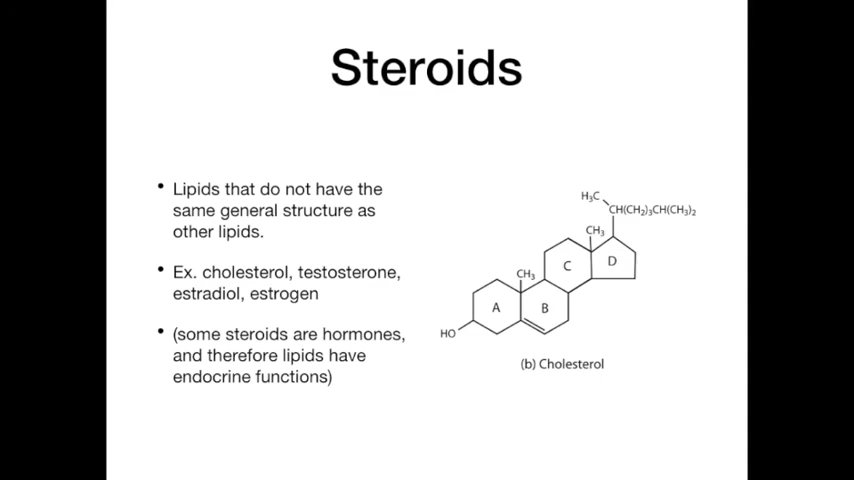 Steroids
• Lipids that do not have the
same general structure as
other lipids.
• Ex. cholesterol, testosterone,
estradiol, estrogen
• (some steroids are hormones,
and therefore lipids have
endocrine functions)
H₃C
CH(CH₂)₃CH(CH₃)₂
CH₃
C
D
CH₃
A
B
HO
(b) Cholesterol